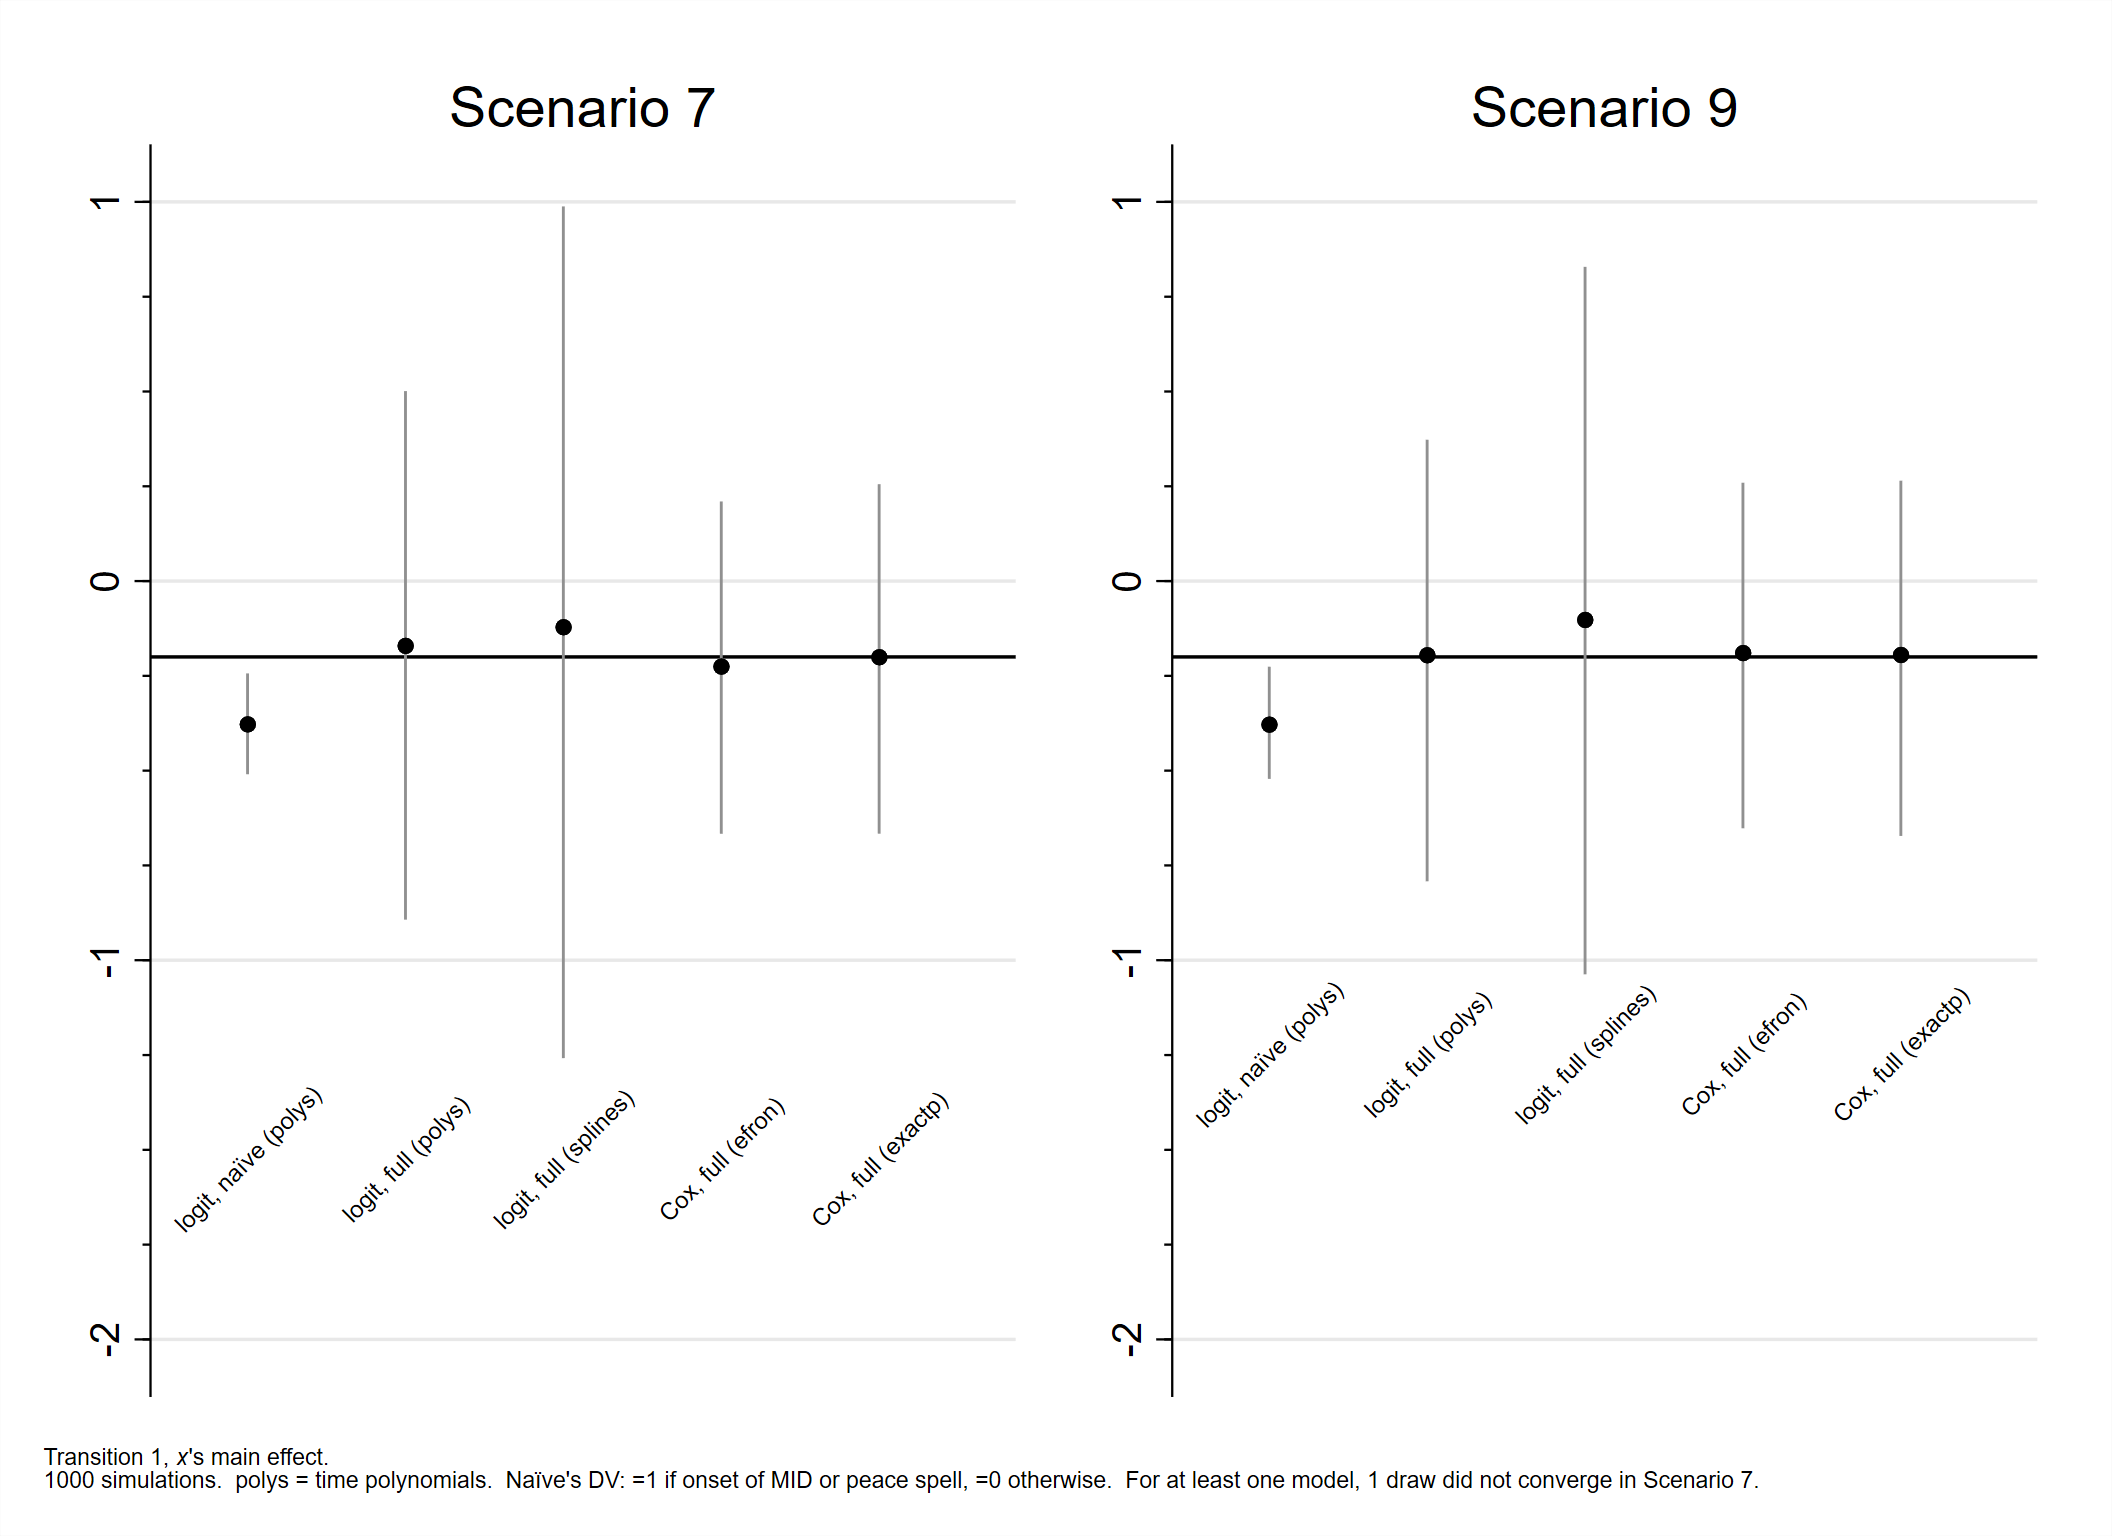 Scenario 7
1
0
-1
-2
logit, naïve (polys)
logit, full (polys)
logit, full (splines)
Cox, full (efron)
Cox, full (exactp)
Scenario 9
1
0
-1
-2
logit, naïve (polys)
logit, full (polys)
logit, full (splines)
Cox, full (efron)
Cox, full (exactp)
Transition 1, x's main effect.
1000 simulations.  polys = time polynomials.  Naïve's DV: =1 if onset of MID or peace spell, =0 otherwise.  For at least one model, 1 draw did not converge in Scenario 7.